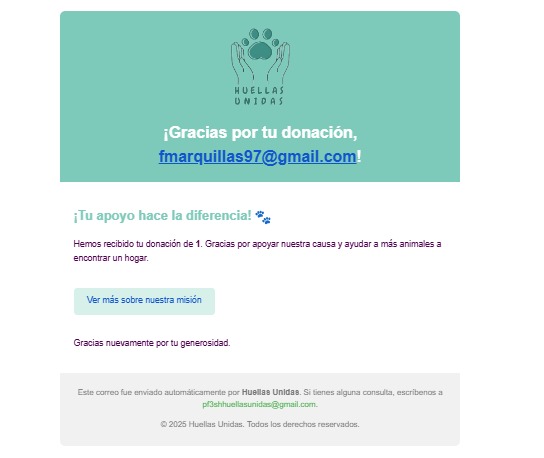 HUELLAS
UNIDAS
¡Gracias por tu donación,
fmarquillas97@gmail.com!
¡Tu apoyo hace la diferencia! 🐾
Hemos recibido tu donación de 1. Gracias por apoyar nuestra causa y ayudar a más animales a
encontrar un hogar.
Ver más sobre nuestra misión
Gracias nuevamente por tu generosidad.
Este correo fue enviado automáticamente por Huellas Unidas. Si tienes alguna consulta, escríbenos a
pf3shhuellasunidas@gmail.com.
© 2025 Huellas Unidas. Todos los derechos reservados.